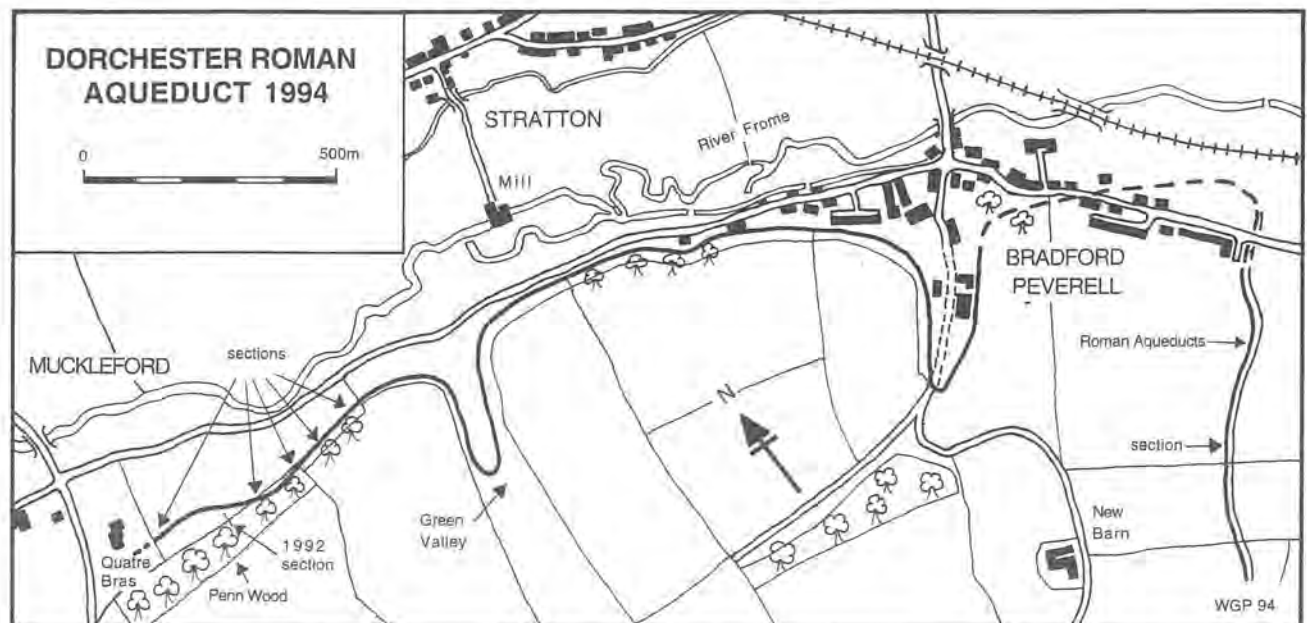 DORCHESTER ROMAN
AQUEDUCT 1994
0
500m
STRATTON
River Frome
Mill
BRADFORD
PEVERELL
sections
MUCKLEFORD
Roman Aqueducts
N
section
Green
Valley
New
Barn
1992
section
Quatre
Bras
Penn Wood
WGP 94